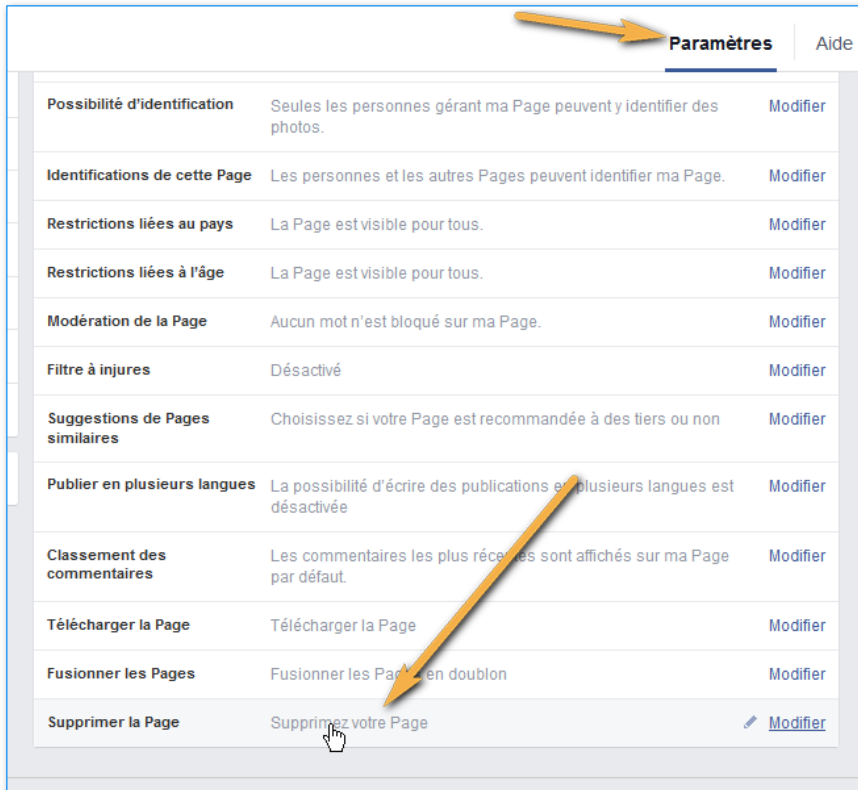 Paramètres Aide
Possibilité d'identification Seules les personnes gérant ma Page peuvent y identifier des Modifier
photos.
Identifications de cette Page Les personnes et les autres Pages peuvent identifier ma Page. Modifier
Restrictions liées au pays La Page est visible pour tous. Modifier
Restrictions liées à l'âge La Page est visible pour tous. Modifier
Modération de la Page Aucun mot n'est bloqué sur ma Page. Modifier
Filtre à injures Désactivé Modifier
Suggestions de Pages Choisissez si votre Page est recommandée à des tiers ou non Modifier
similaires
Publier en plusieurs langues La possibilité d'écrire des publications en plusieurs langues est Modifier
désactivée
Classement des Les commentaires les plus récentes sont affichés sur ma Page Modifier
commentaires par défaut.
Télécharger la Page Télécharger la Page Modifier
Fusionner les Pages Fusionner les Pages en doublon Modifier
Supprimer la Page Supprimez votre Page Modifier